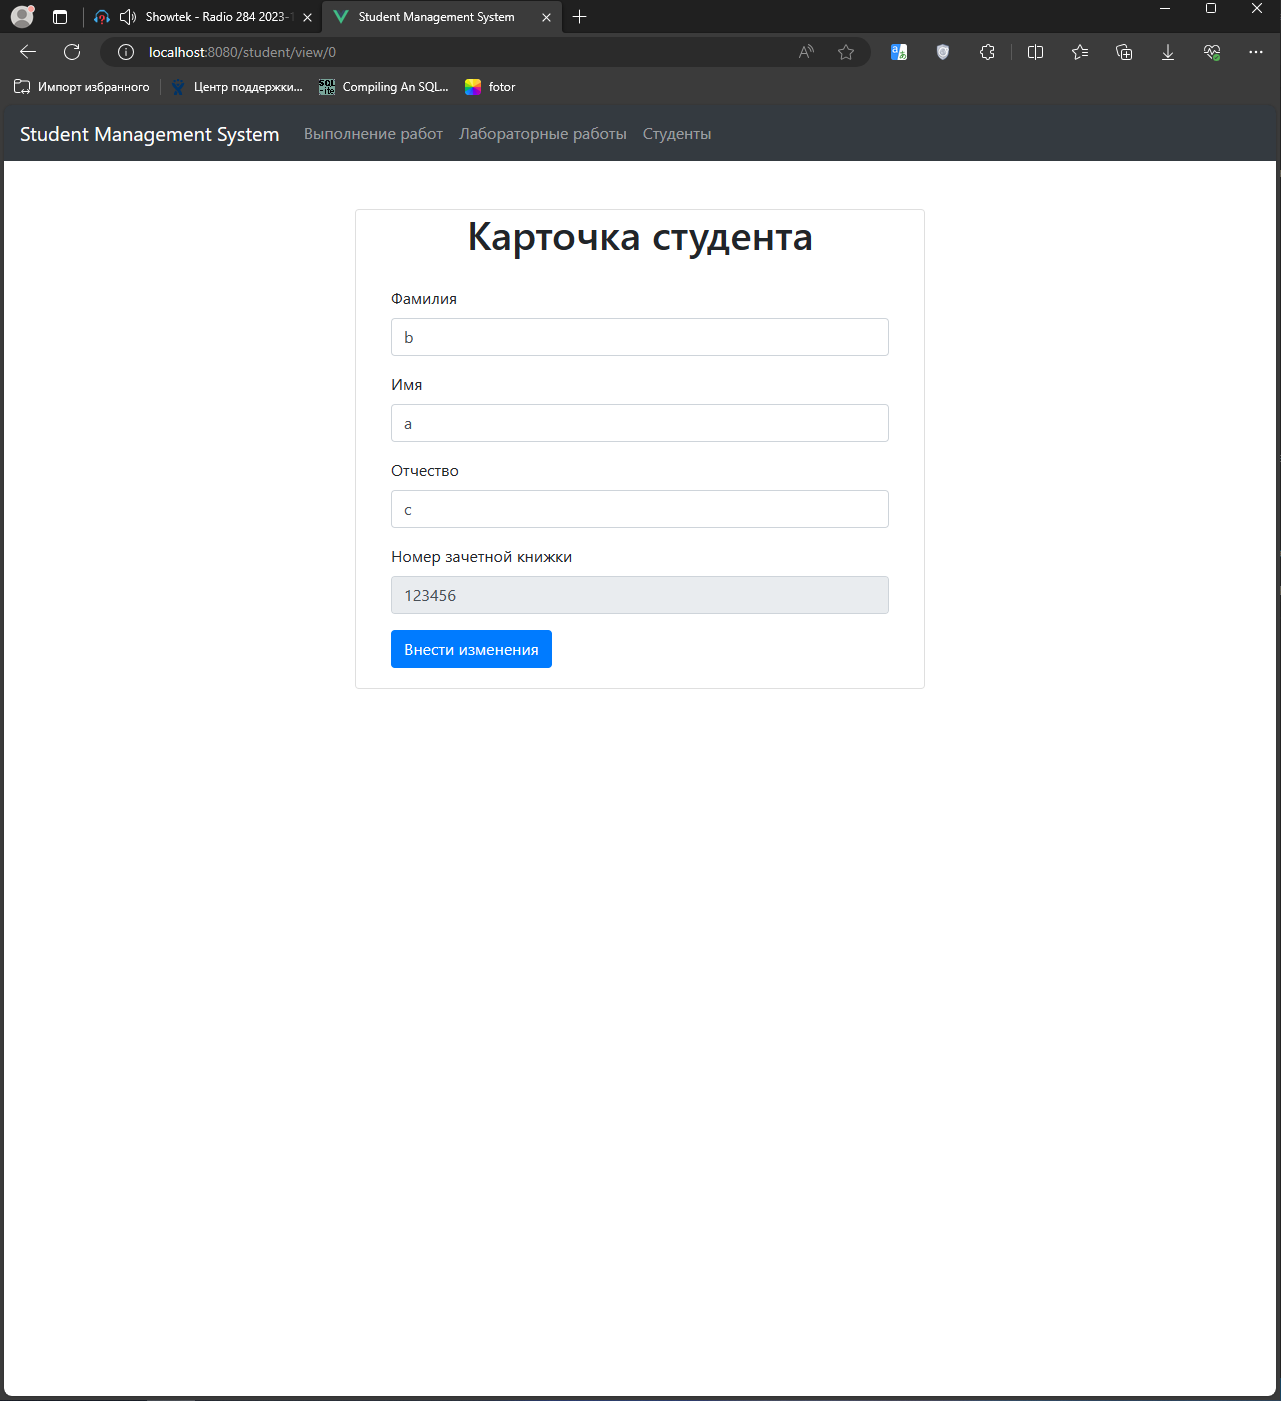 Showtek - Radio 284 2023-1
Student Management System
localhost:8080/student/view/0
Импорт избранного
Центр поддержки...
Compiling An SQL...
fotor
Student Management System
Выполнение работ
Лабораторные работы
Студенты
Карточка студента
Фамилия
b
Имя
a
Отчество
c
Номер зачетной книжки
123456
Внести изменения